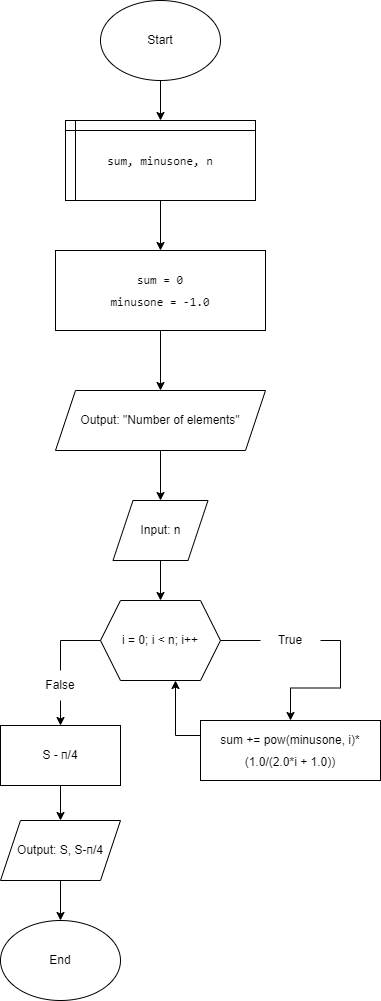 Start
sum, minusone, n
sum = 0
minusone = -1.0
Output: "Number of elements"
Input: n
i = 0; i < n; i++
True
False
sum += pow(minusone, i)*
(1.0/(2.0*i + 1.0))
S - π/4
Output: S, S-π/4
End